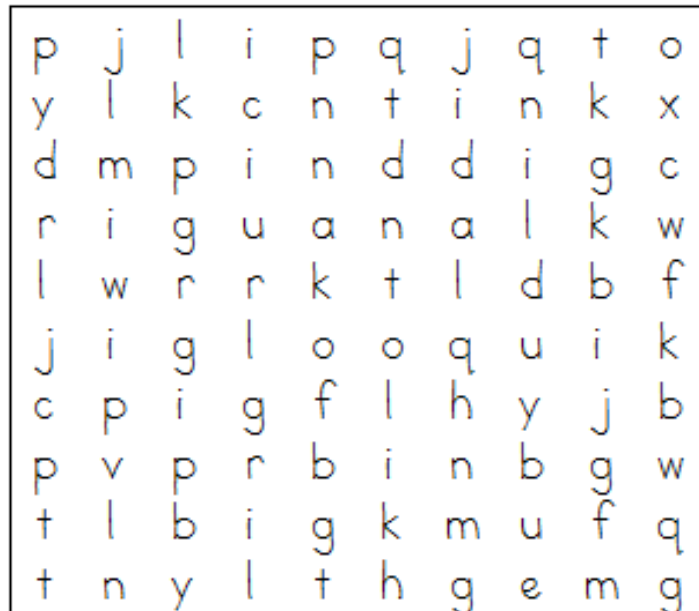 p j l i p q j q t o
y l k c n t i n k x
d m p i n d d i g c
r i g u a n a l k w
l w r r k t l d b f
j i g l o o q u i k
c p i g f l h y j b
p v p r b i n b g w
t l b i g k m u f q
t n y l t h g e m g